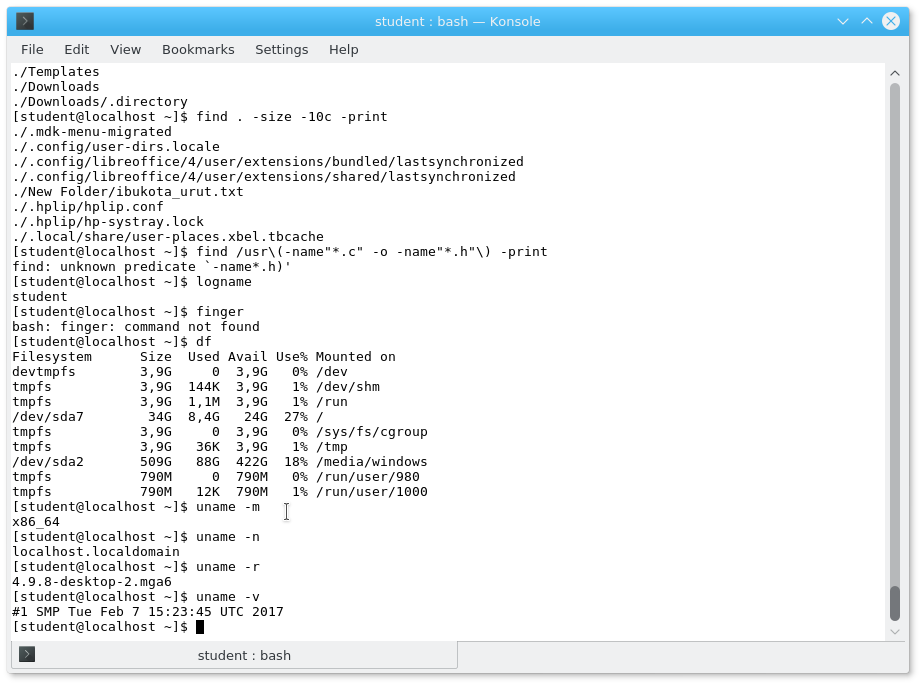 student : bash — Konsole
File Edit View Bookmarks Settings Help
./Templates
./Downloads
./Downloads/.directory
[student@localhost ~]$ find . -size -10c -print
./.mdk-menu-migrated
./.config/user-dirs.locale
./.config/libreoffice/4/user/extensions/bundled/lastsynchronized
./.config/libreoffice/4/user/extensions/shared/lastsynchronized
./New Folder/ibukota_urut.txt
./.hplip/hplip.conf
./.hplip/hp-systray.lock
./.local/share/user-places.xbel.tbcache
[student@localhost ~]$ find /usr\(-name"*.c" -o -name"*.h"\) -print
find: unknown predicate `-name*.h)'
[student@localhost ~]$ logname
student
[student@localhost ~]$ finger
bash: finger: command not found
[student@localhost ~]$ df
Filesystem      Size  Used Avail Use% Mounted on
devtmpfs        3,9G     0  3,9G   0% /dev
tmpfs           3,9G  144K  3,9G   1% /dev/shm
tmpfs           3,9G  1,1M  3,9G   1% /run
/dev/sda7        34G  8,4G   24G  27% /
tmpfs           3,9G     0  3,9G   0% /sys/fs/cgroup
tmpfs           3,9G   36K  3,9G   1% /tmp
/dev/sda2       509G   88G  422G  18% /media/windows
tmpfs           790M     0  790M   0% /run/user/980
tmpfs           790M   12K  790M   1% /run/user/1000
[student@localhost ~]$ uname -m
x86_64
[student@localhost ~]$ uname -n
localhost.localdomain
[student@localhost ~]$ uname -r
4.9.8-desktop-2.mga6
[student@localhost ~]$ uname -v
#1 SMP Tue Feb 7 15:23:45 UTC 2017
[student@localhost ~]$
student : bash